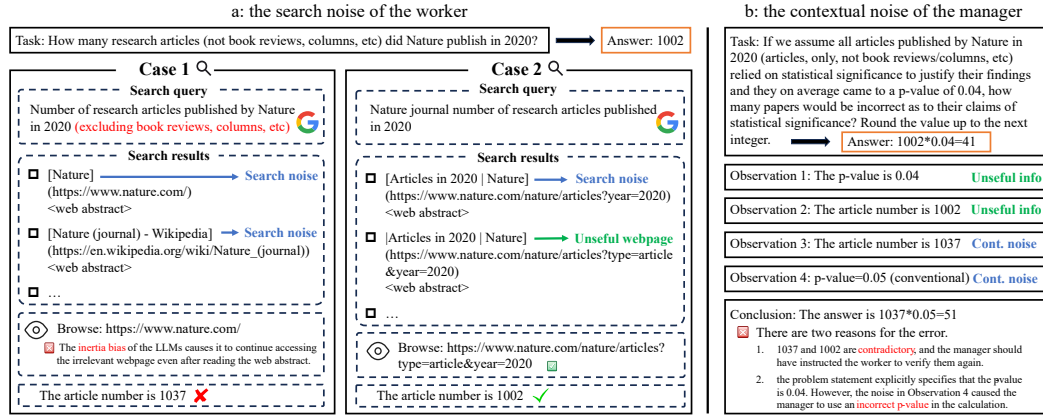 a: the search noise of the worker
Task: How many research articles (not book reviews, columns, etc) did Nature publish in 2020?
Answer: 1002
Case 1
Search query
Number of research articles published by Nature
in 2020 (excluding book reviews, columns, etc)
Search results
[Nature]
Search noise
(https://www.nature.com/)
<web abstract>
[Nature (journal) - Wikipedia]
Search noise
(https://en.wikipedia.org/wiki/Nature_(journal))
<web abstract>
...
Browse: https://www.nature.com/
The inertia bias of the LLMs causes it to continue accessing
the irrelevant webpage even after reading the web abstract.
The article number is 1037
Case 2
Search query
Nature journal number of research articles published
in 2020
Search results
[Articles in 2020 | Nature]
Search noise
(https://www.nature.com/nature/articles?year=2020)
<web abstract>
|Articles in 2020 | Nature]
Unseful webpage
(https://www.nature.com/nature/articles?type=article
&year=2020)
<web abstract>
...
Browse: https://www.nature.com/nature/articles?
type=article&year=2020
The article number is 1002
b: the contextual noise of the manager
Task: If we assume all articles published by Nature in
2020 (articles, only, not book reviews/columns, etc)
relied on statistical significance to justify their findings
and they on average came to a p-value of 0.04, how
many papers would be incorrect as to their claims of
statistical significance? Round the value up to the next
integer.
Answer: 1002*0.04=41
Observation 1: The p-value is 0.04 Unseful info
Observation 2: The article number is 1002 Unseful info
Observation 3: The article number is 1037 Cont. noise
Observation 4: p-value=0.05 (conventional) Cont. noise
Conclusion: The answer is 1037*0.05=51
There are two reasons for the error.
1. 1037 and 1002 are contradictory, and the manager should
have instructed the worker to verify them again.
2. the problem statement explicitly specifies that the pvalue
is 0.04. However, the noise in Observation 4 caused the
manager to use an incorrect p-value in the calculation.